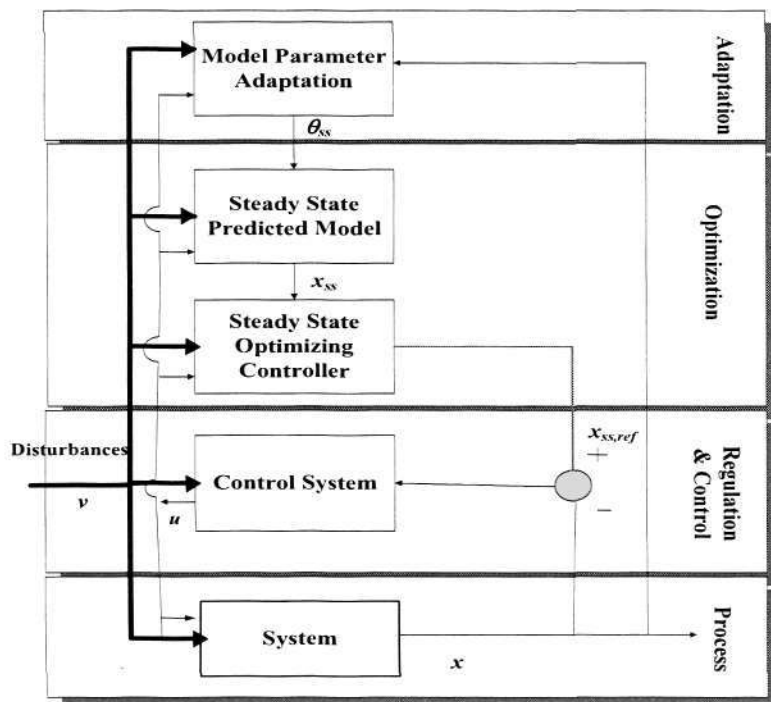 Model Parameter
Adaptation
Adaptation
θss
Steady State
Predicted Model
Optimization
xss
Steady State
Optimizing
Controller
xss,ref
+
Disturbances
Control System
Regulation
& Control
v
u
−
System
Process
x